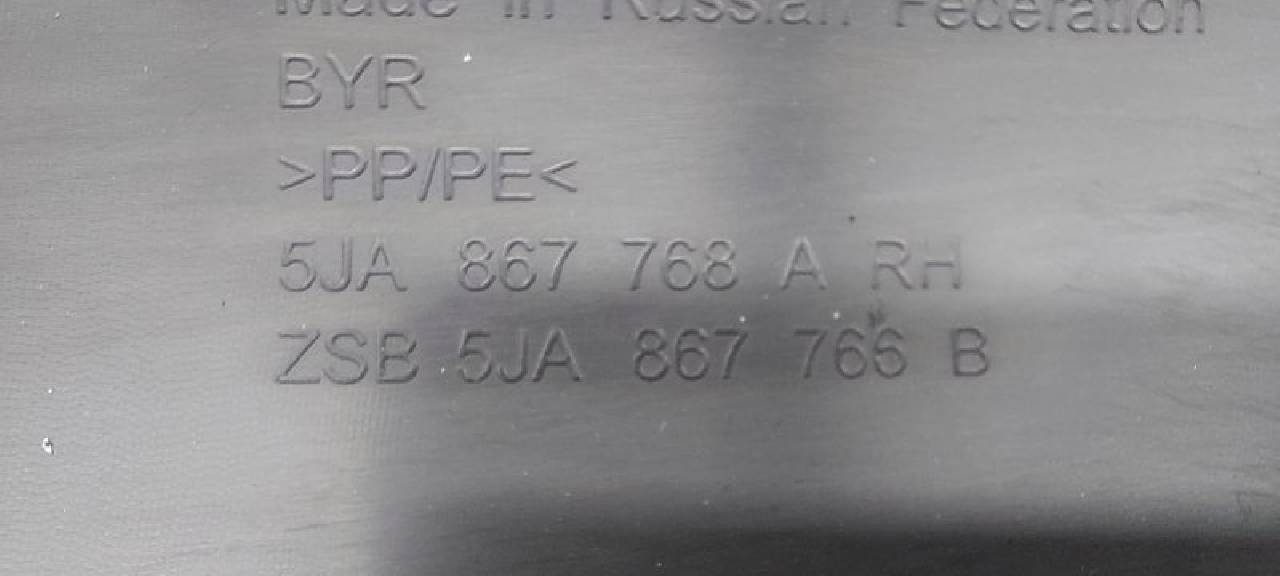 Made in Russian Federation
BYR
>PP/PE<
5JA 867 768 A RH
ZSB 5JA 867 766 B